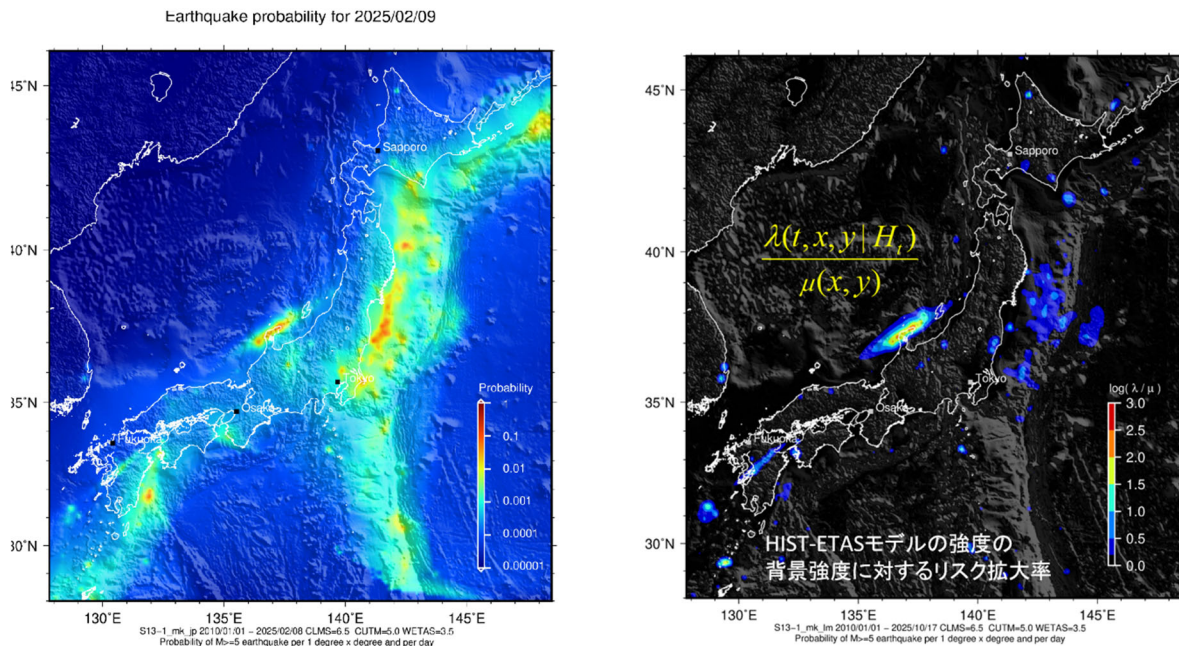 Earthquake probability for 2025/02/09
45°N
40°N
35°N
30°N
130°E
135°E
140°E
145°E
Sapporo
Tokyo
Osaka
Fukuoka
Probability
0.1
0.01
0.001
0.0001
0.00001
S13-1_mk_jp 2010/01/01 - 2025/02/08 CLMS=6.5 CUTM=5.0 WETAS=3.5
Probability of M>=5 earthquake per 1 degree x degree and per day
45°N
40°N
35°N
30°N
130°E
135°E
140°E
145°E
Sapporo
Tokyo
Osaka
Fukuoka
λ(t, x, y | H_t)
μ(x, y)
log(λ/μ)
3.0
2.5
2.0
1.5
1.0
0.5
0.0
HIST-ETASモデルの強度の
背景強度に対するリスク拡大率
S13-1_mk_lm 2010/01/01 - 2025/10/17 CLMS=6.5 CUTM=5.0 WETAS=3.5
Probability of M>=5 earthquake per 1 degree x degree and per day